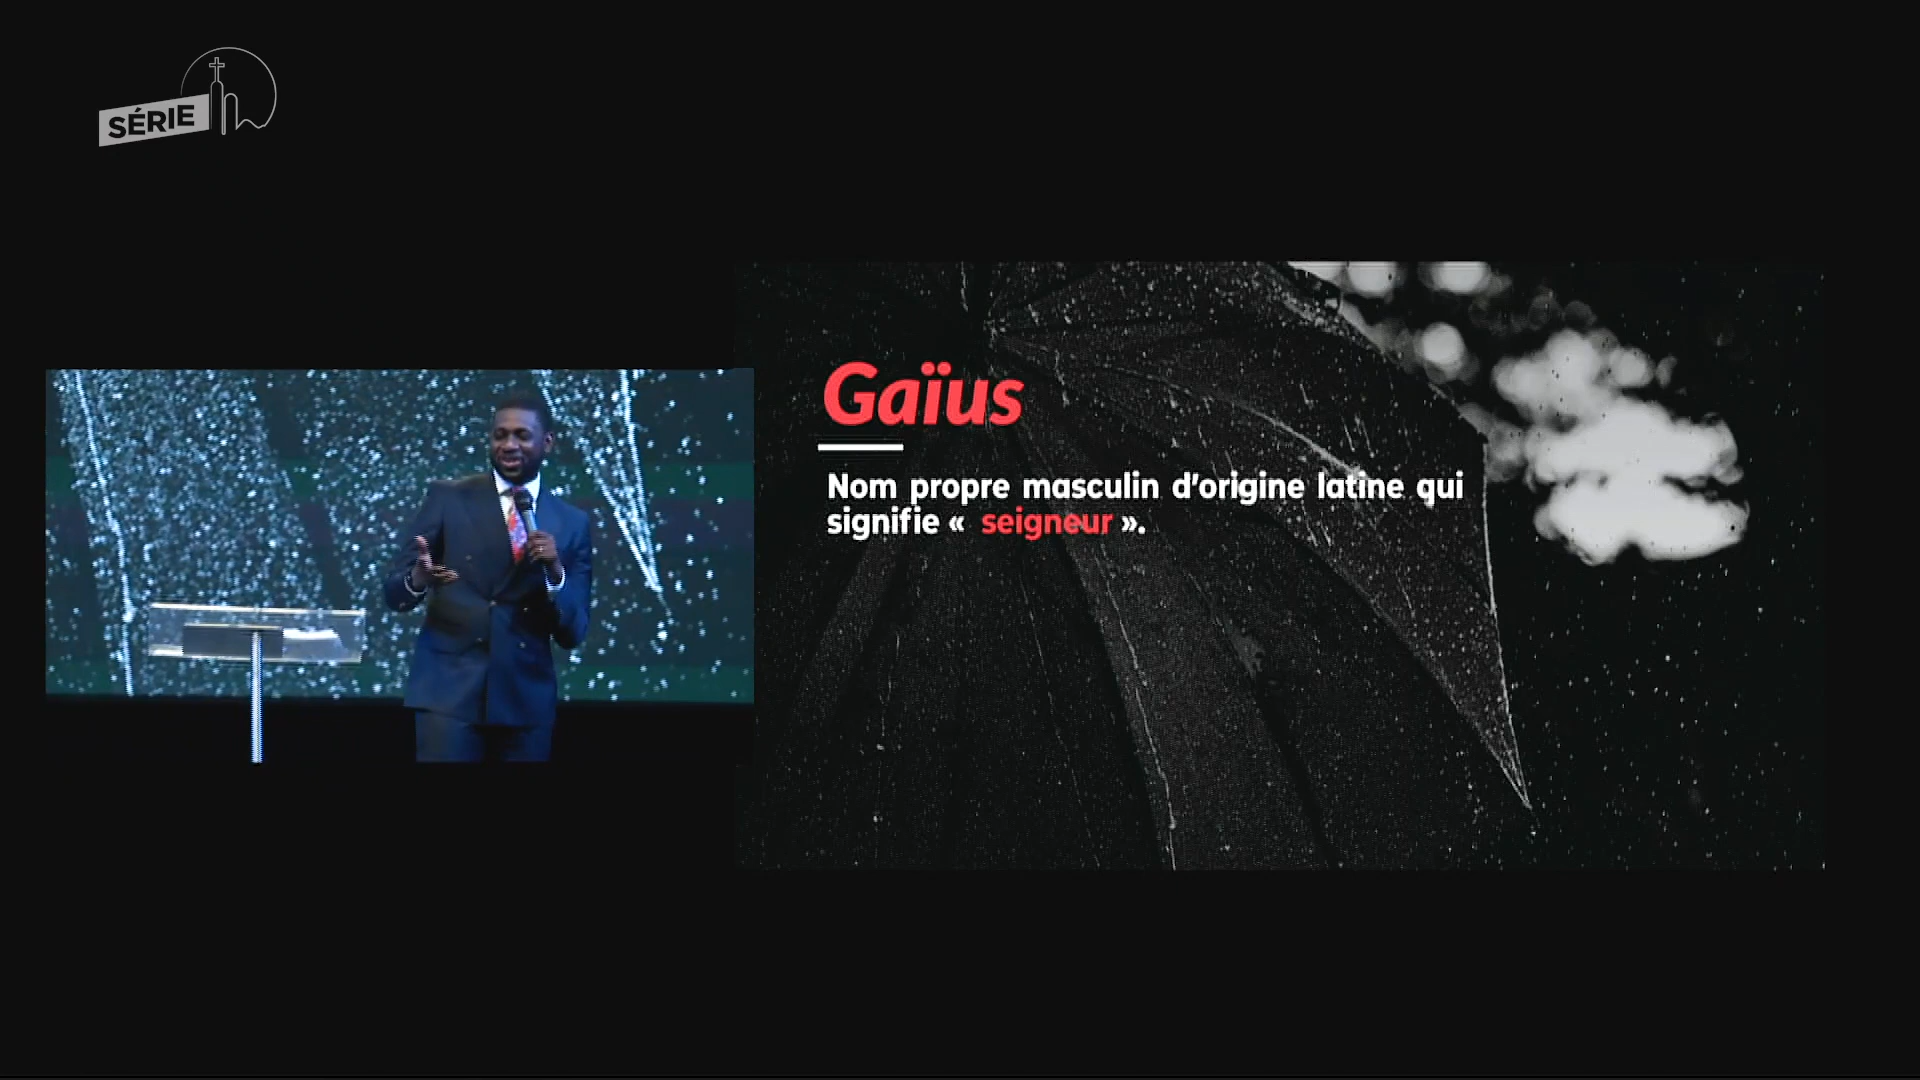 SÉRIE
Gaïus
Nom propre masculin d'origine latine qui
signifie « seigneur ».